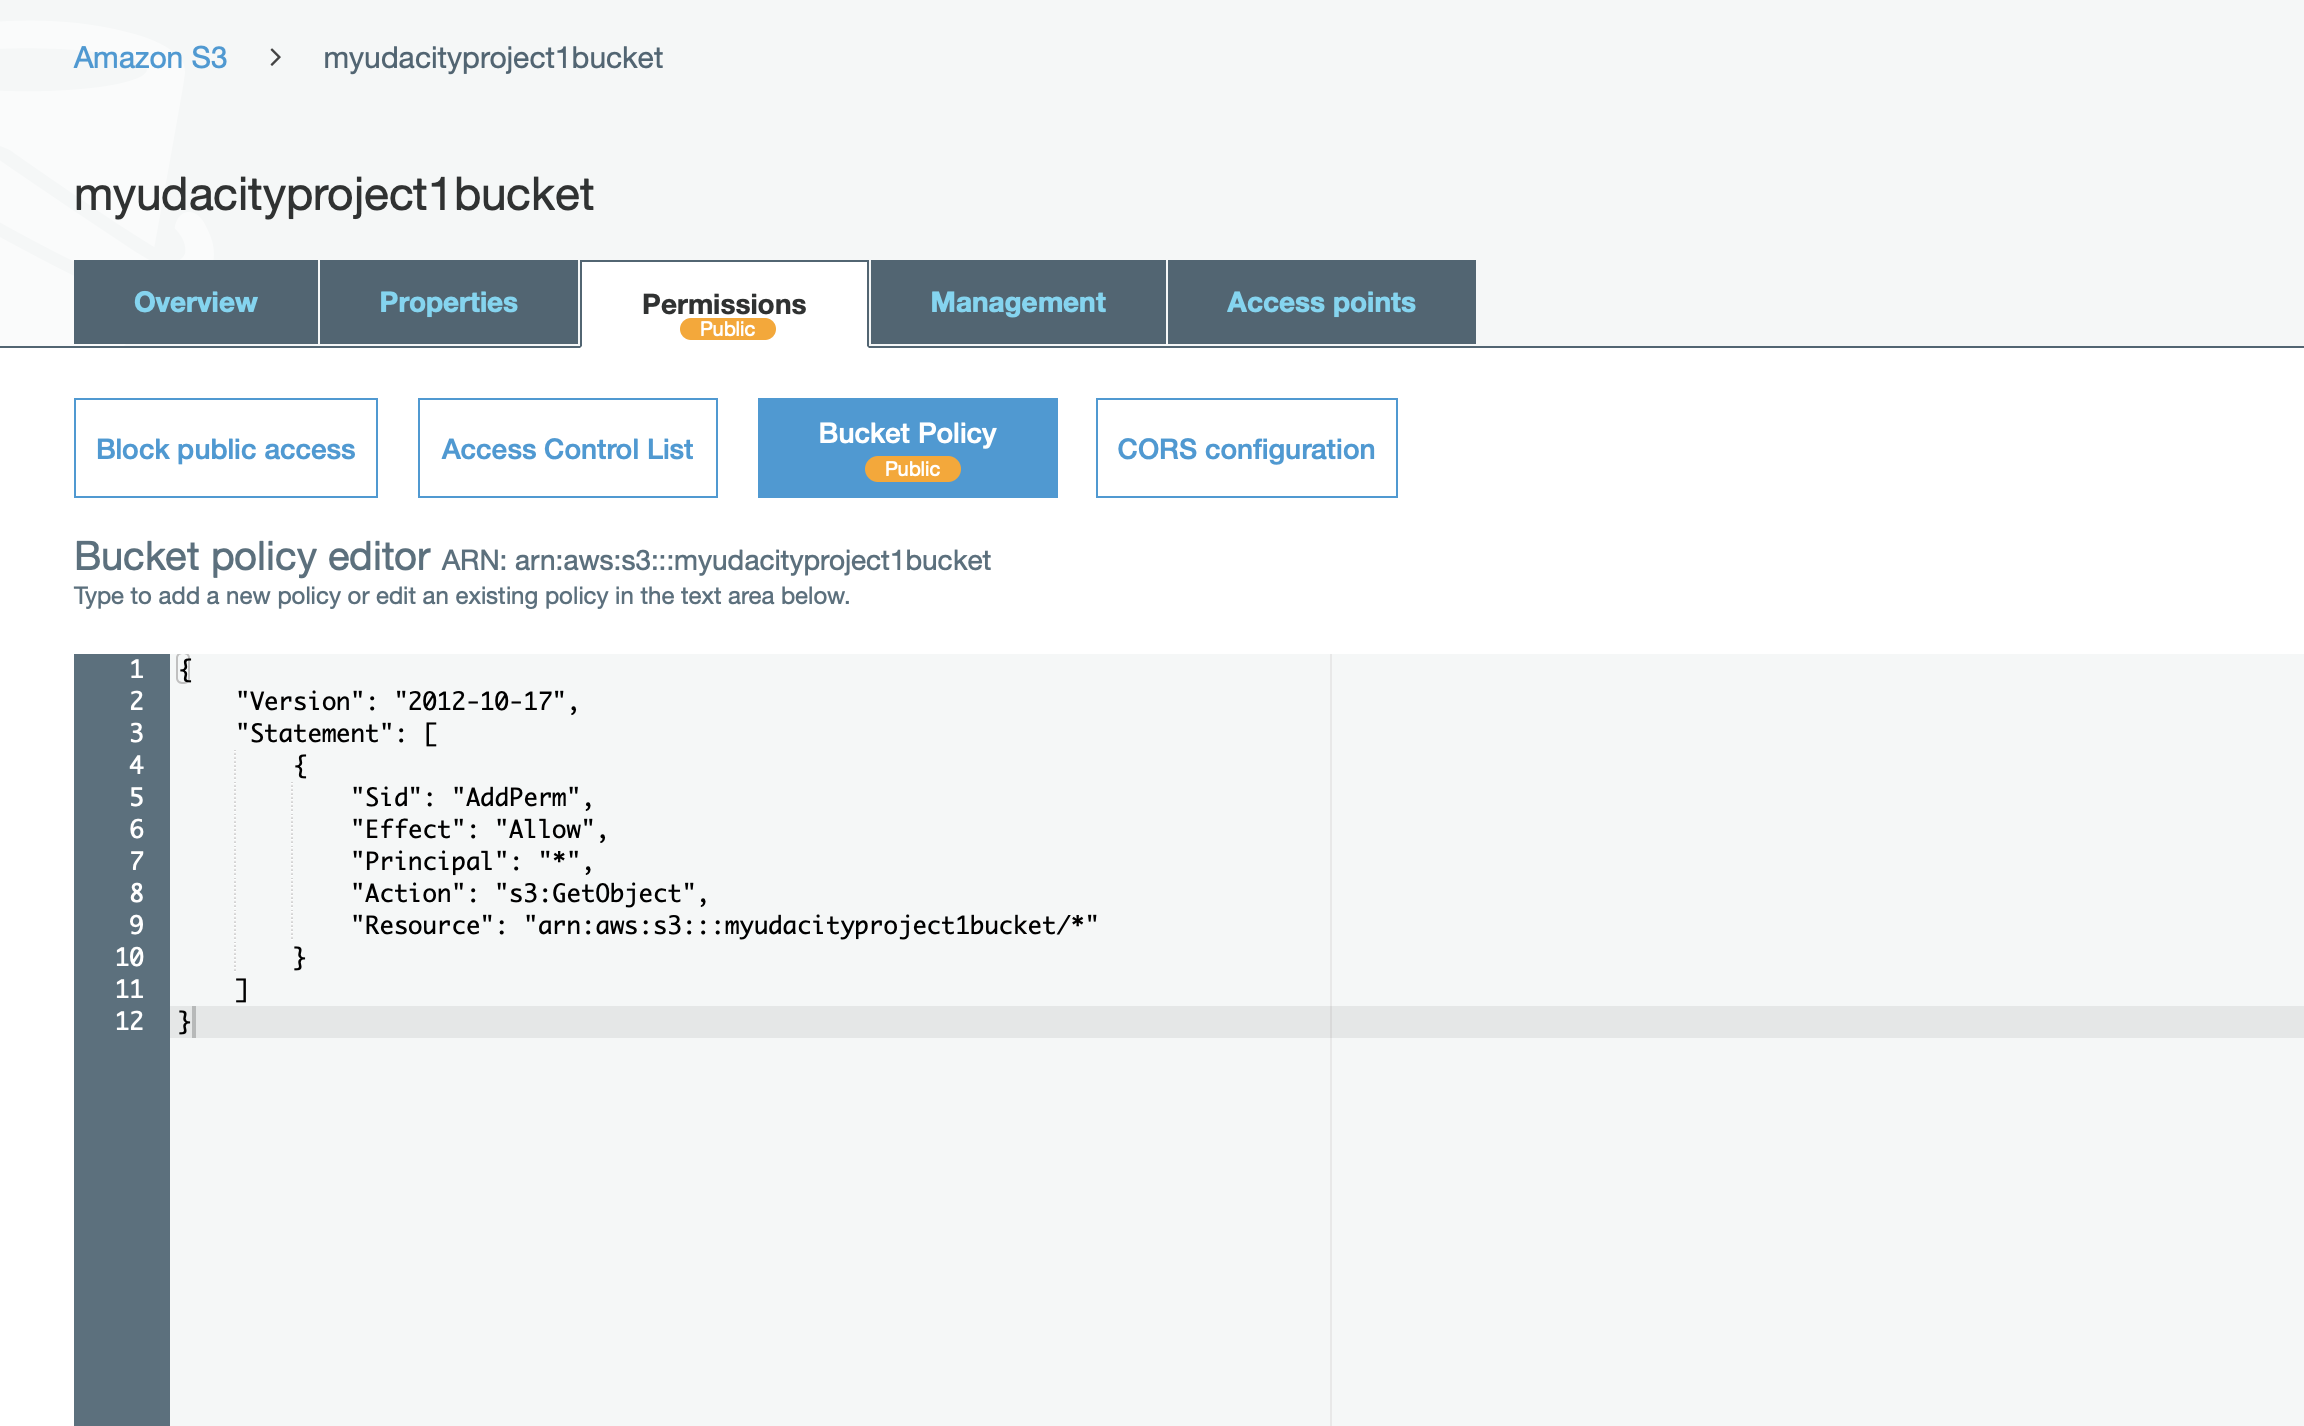 Amazon S3 > myudacityproject1bucket
myudacityproject1bucket
Overview Properties Permissions Management Access points
Public
Block public access Access Control List Bucket Policy CORS configuration
Public
Bucket policy editor ARN: arn:aws:s3:::myudacityproject1bucket
Type to add a new policy or edit an existing policy in the text area below.
1 {
2 "Version": "2012-10-17",
3 "Statement": [
4 {
5 "Sid": "AddPerm",
6 "Effect": "Allow",
7 "Principal": "*",
8 "Action": "s3:GetObject",
9 "Resource": "arn:aws:s3:::myudacityproject1bucket/*"
10 }
11 ]
12 }